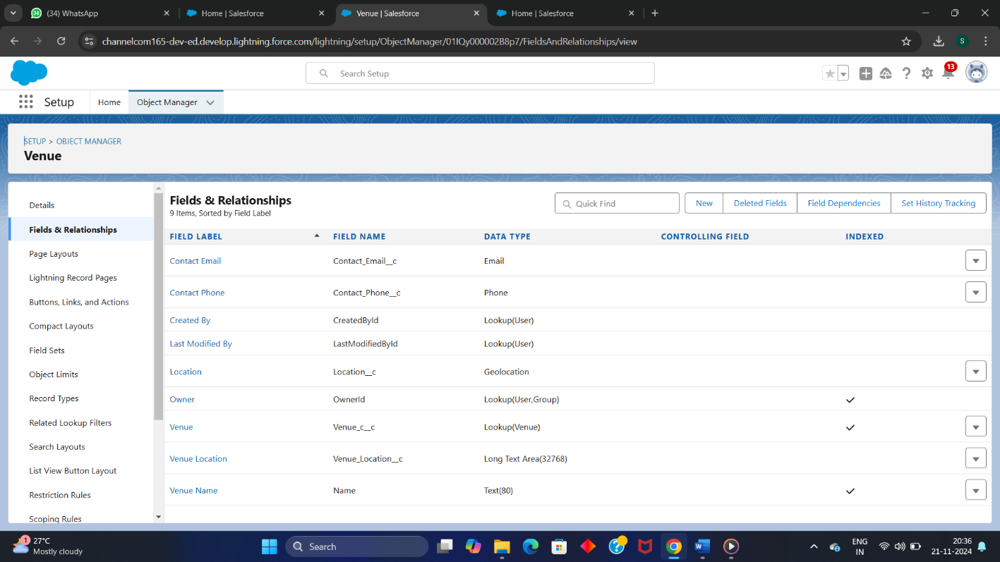 34 (34) WhatsApp
Home | Salesforce
Venue | Salesforce
Home | Salesforce
channelcom165-dev-ed.develop.lightning.force.com/lightning/setup/ObjectManager/01IQy000002B8p7/FieldsAndRelationships/view
S
Search Setup
13
Setup
Home
Object Manager
SETUP > OBJECT MANAGER
Venue
Details
Fields & Relationships
Page Layouts
Lightning Record Pages
Buttons, Links, and Actions
Compact Layouts
Field Sets
Object Limits
Record Types
Related Lookup Filters
Search Layouts
List View Button Layout
Restriction Rules
Scoping Rules
Fields & Relationships
9 Items, Sorted by Field Label
Quick Find
New
Deleted Fields
Field Dependencies
Set History Tracking
FIELD LABEL FIELD NAME DATA TYPE CONTROLLING FIELD INDEXED
Contact Email Contact_Email__c Email
Contact Phone Contact_Phone__c Phone
Created By CreatedById Lookup(User)
Last Modified By LastModifiedById Lookup(User)
Location Location__c Geolocation
Owner OwnerId Lookup(User,Group)
Venue Venue_c__c Lookup(Venue)
Venue Location Venue_Location__c Long Text Area(32768)
Venue Name Name Text(80)
1
27°C
Mostly cloudy
Search
ENG
IN
20:36
21-11-2024